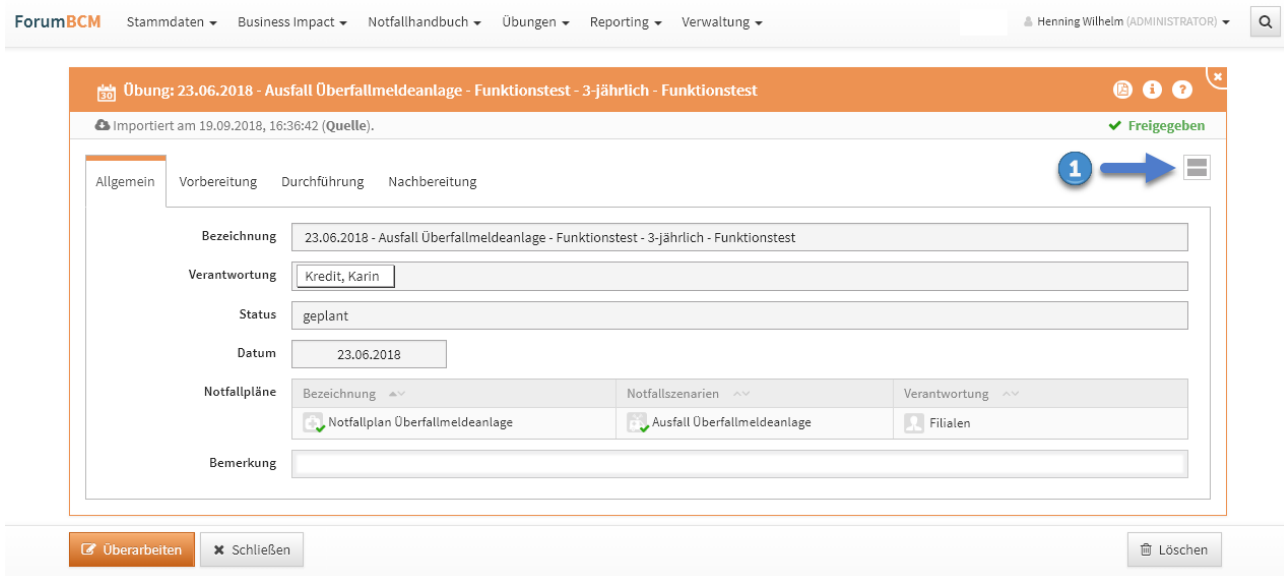 ForumBCM Stammdaten Business Impact Notfallhandbuch Übungen Reporting Verwaltung Henning Wilhelm (ADMINISTRATOR)
30 Übung: 23.06.2018 - Ausfall Überfallmeldeanlage - Funktionstest - 3-jährlich - Funktionstest
Importiert am 19.09.2018, 16:36:42 (Quelle). Freigegeben
1
Allgemein Vorbereitung Durchführung Nachbereitung
Bezeichnung 23.06.2018 - Ausfall Überfallmeldeanlage - Funktionstest - 3-jährlich - Funktionstest
Verantwortung Kredit, Karin
Status geplant
Datum 23.06.2018
Notfallpläne Bezeichnung Notfallszenarien Verantwortung
Notfallplan Überfallmeldeanlage Ausfall Überfallmeldeanlage Filialen
Bemerkung
Überarbeiten Schließen Löschen